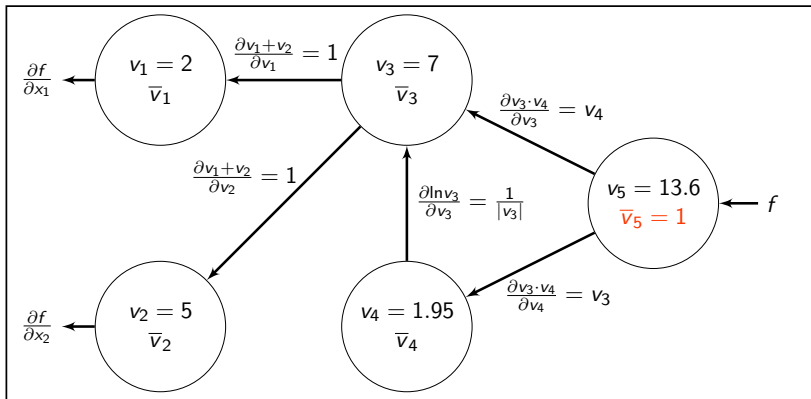 ∂f/∂x₁
v₁ = 2
v̅₁
∂v₁+v₂/∂v₁ = 1
v₃ = 7
v̅₃
∂v₃·v₄/∂v₃ = v₄
∂v₁+v₂/∂v₂ = 1
∂lnv₃/∂v₃ = 1/|v₃|
v₅ = 13.6
v̅₅ = 1
f
∂f/∂x₂
v₂ = 5
v̅₂
v₄ = 1.95
v̅₄
∂v₃·v₄/∂v₄ = v₃